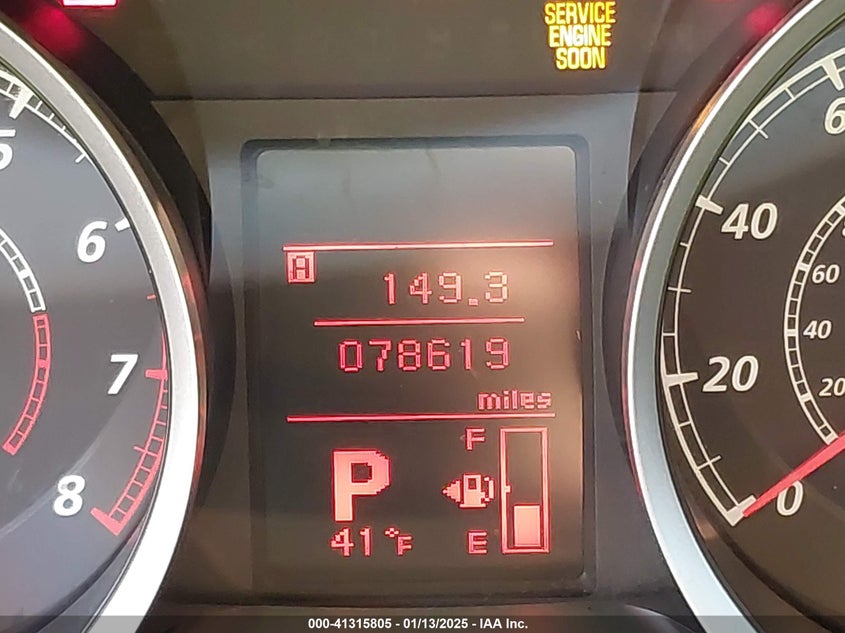 SERVICE
ENGINE
SOON
5
6
7
8
A 149.3
078619
miles
P
41°F
F
E
6
40
20
0
60
40
20
000-41315805 - 01/13/2025 - IAA Inc.